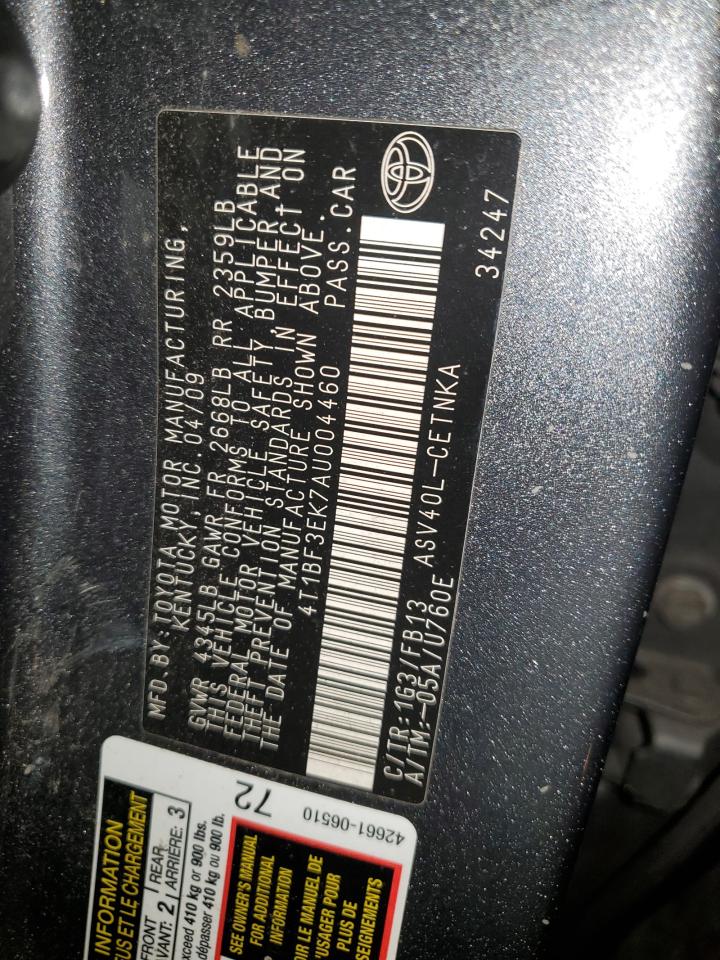 MFD. BY: TOYOTA MOTOR MANUFACTURING,
KENTUCKY, INC. 04/09
GVWR 4345LB GAWR FR 2668LB RR 2359LB
THIS VEHICLE CONFORMS TO ALL APPLICABLE
FEDERAL MOTOR VEHICLE SAFETY, BUMPER AND
THEFT PREVENTION STANDARDS IN EFFECT ON
THE DATE OF MANUFACTURE SHOWN ABOVE.
4T1BF3EK7AU004460 PASS.CAR
C/TR: 1G3/FB13 ASV40L-CETNKA
A/TM: -05A/U760E 34247
INFORMATION
ET LE CHARGEMENT
FRONT
AVANT: 2
REAR
ARRIÈRE: 3
exceed 410 kg or 900 lbs.
dépasser 410 kg ou 900 lb.
72
SEE OWNER'S MANUAL
FOR ADDITIONAL
INFORMATION
LE MANUEL DE
L'USAGER POUR
PLUS DE
42661-06510